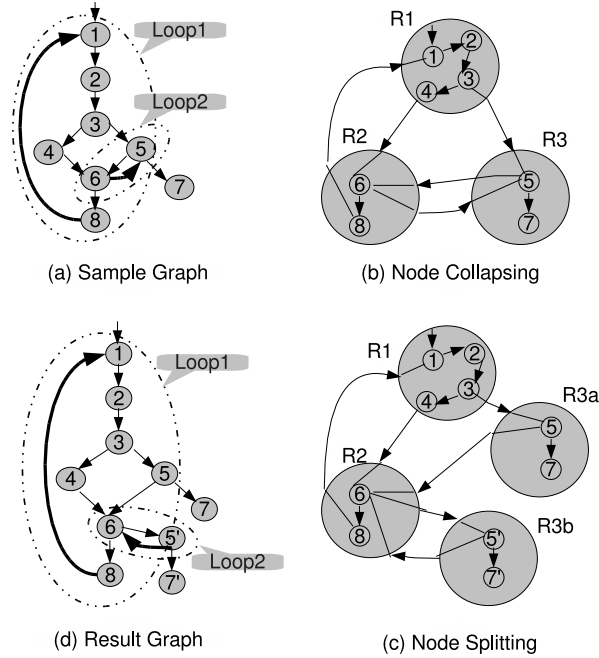 1
2
3
4
5
6
7
8
Loop1
Loop2
(a) Sample Graph
R1
1
2
3
4
R2
6
8
R3
5
7
(b) Node Collapsing
1
2
3
4
5
6
5'
7
8
7'
Loop1
Loop2
(d) Result Graph
R1
1
2
3
4
R2
6
8
R3a
5
7
R3b
5'
7'
(c) Node Splitting